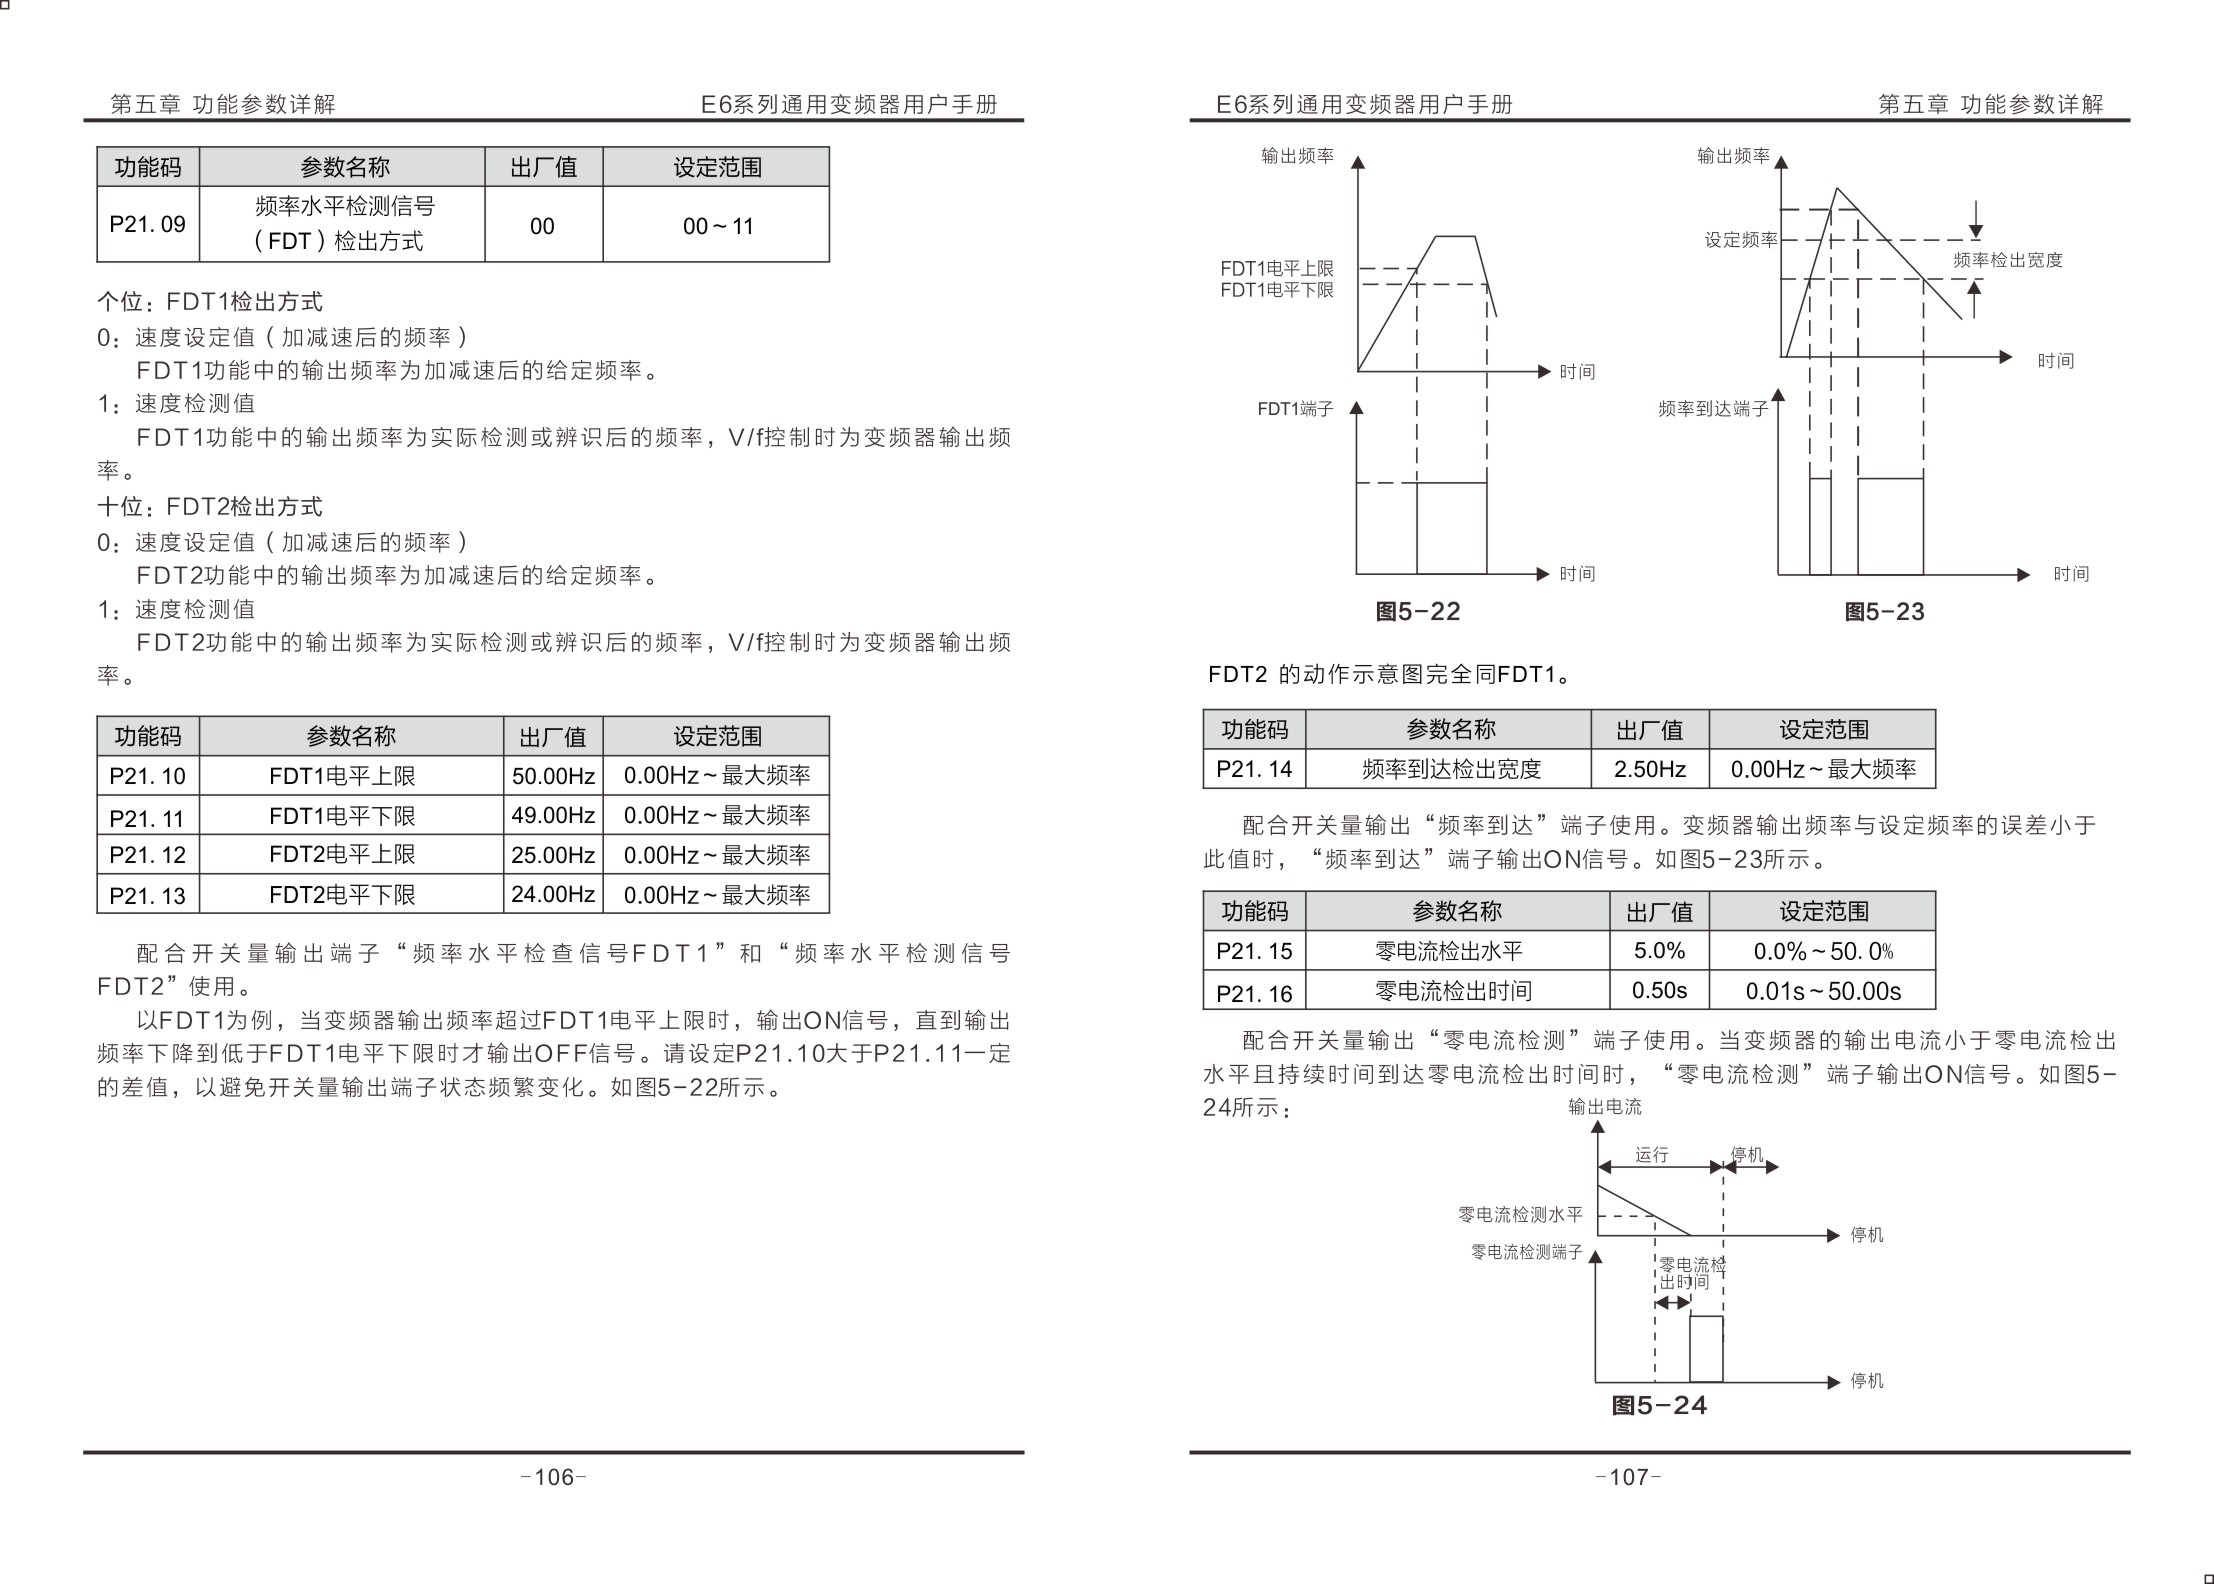 第五章 功能参数详解 E6系列通用变频器用户手册
功能码 参数名称 出厂值 设定范围
P21.09 频率水平检测信号（FDT）检出方式 00 00～11
个位：FDT1检出方式
0：速度设定值（加减速后的频率）
FDT1功能中的输出频率为加减速后的给定频率。
1：速度检测值
FDT1功能中的输出频率为实际检测或辨识后的频率，V/f控制时为变频器输出频
率。
十位：FDT2检出方式
0：速度设定值（加减速后的频率）
FDT2功能中的输出频率为加减速后的给定频率。
1：速度检测值
FDT2功能中的输出频率为实际检测或辨识后的频率，V/f控制时为变频器输出频
率。
功能码 参数名称 出厂值 设定范围
P21.10 FDT1电平上限 50.00Hz 0.00Hz～最大频率
P21.11 FDT1电平下限 49.00Hz 0.00Hz～最大频率
P21.12 FDT2电平上限 25.00Hz 0.00Hz～最大频率
P21.13 FDT2电平下限 24.00Hz 0.00Hz～最大频率
配合开关量输出端子“频率水平检查信号FDT1”和“频率水平检测信号
FDT2”使用。
以FDT1为例，当变频器输出频率超过FDT1电平上限时，输出ON信号，直到输出
频率下降到低于FDT1电平下限时才输出OFF信号。请设定P21.10大于P21.11一定
的差值，以避免开关量输出端子状态频繁变化。如图5-22所示。
-106-
E6系列通用变频器用户手册 第五章 功能参数详解
输出频率
FDT1电平上限
FDT1电平下限
时间
FDT1端子
时间
图5-22
输出频率
设定频率
频率检出宽度
时间
频率到达端子
时间
图5-23
FDT2 的动作示意图完全同FDT1。
功能码 参数名称 出厂值 设定范围
P21.14 频率到达检出宽度 2.50Hz 0.00Hz～最大频率
配合开关量输出“频率到达”端子使用。变频器输出频率与设定频率的误差小于
此值时，“频率到达”端子输出ON信号。如图5-23所示。
功能码 参数名称 出厂值 设定范围
P21.15 零电流检出水平 5.0% 0.0%～50.0%
P21.16 零电流检出时间 0.50s 0.01s～50.00s
配合开关量输出“零电流检测”端子使用。当变频器的输出电流小于零电流检出
水平且持续时间到达零电流检出时间时，“零电流检测”端子输出ON信号。如图5-
24所示：
输出电流
运行 停机
零电流检测水平
停机
零电流检测端子
零电流检
出时间
停机
图5-24
-107-